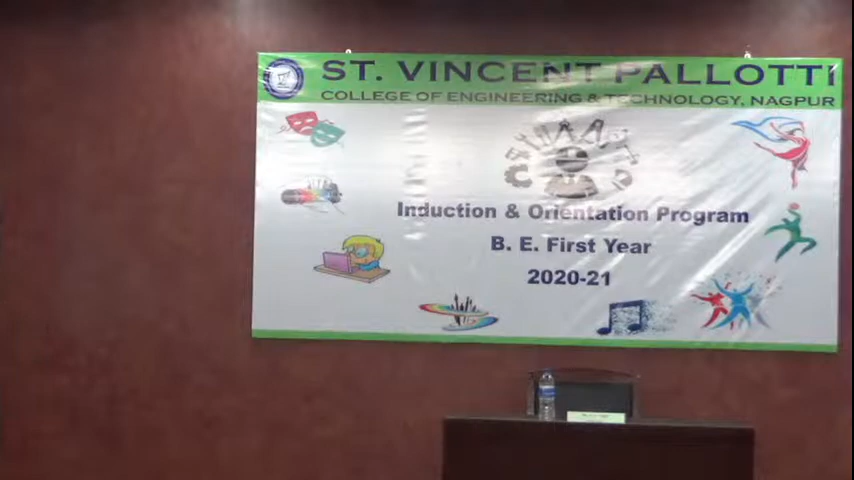 ST. VINCENT PALLOTTI
COLLEGE OF ENGINEERING & TECHNOLOGY, NAGPUR
Induction & Orientation Program
B. E. First Year
2020-21